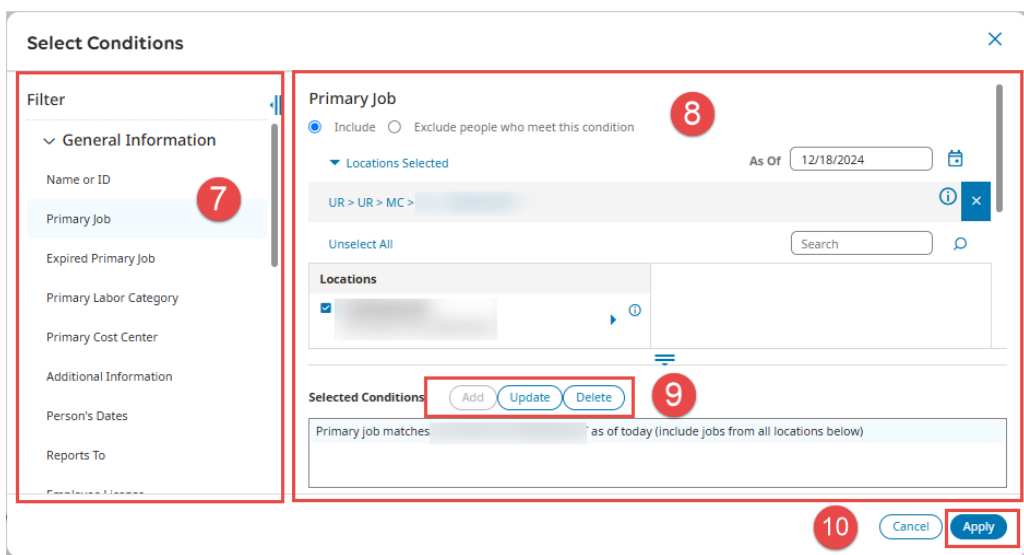 Select Conditions
Filter
General Information
Name or ID
7
Primary Job
Expired Primary Job
Primary Labor Category
Primary Cost Center
Additional Information
Person's Dates
Reports To
Primary Job
8
Include Exclude people who meet this condition
Locations Selected
As Of 12/18/2024
UR > UR > MC >
Unselect All
Search
Locations
Selected Conditions Add Update Delete
9
Primary job matches as of today (include jobs from all locations below)
10
Cancel Apply